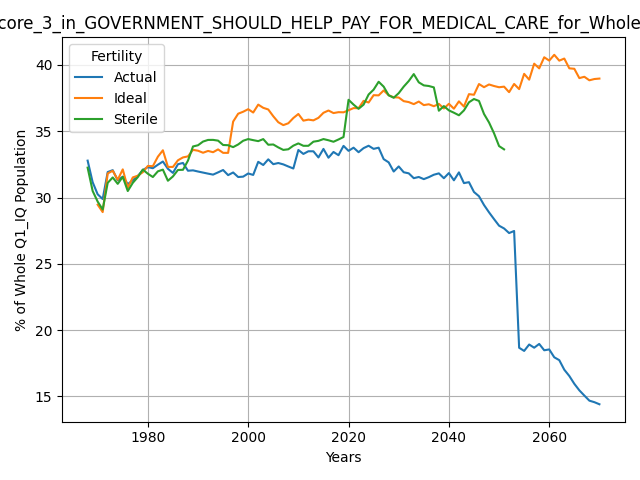 core_3_in_GOVERNMENT_SHOULD_HELP_PAY_FOR_MEDICAL_CARE_for_Whole
Fertility
Actual
Ideal
Sterile
% of Whole Q1_IQ Population
40
35
30
25
20
15
1980
2000
2020
2040
2060
Years